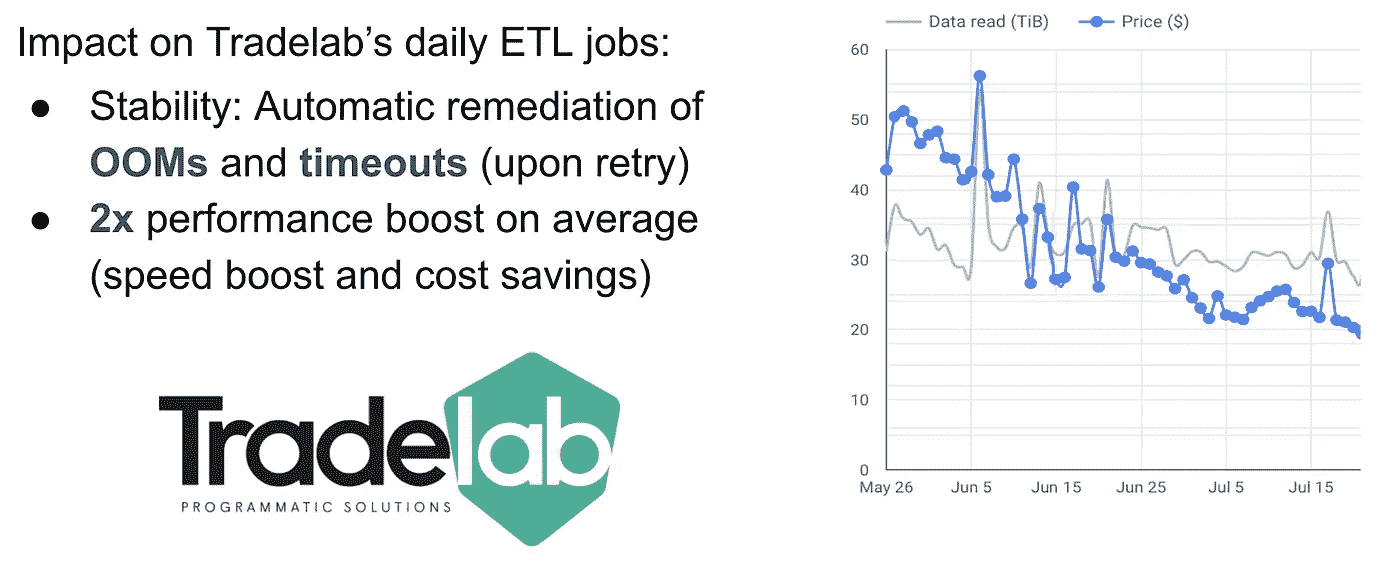 Impact on Tradelab’s daily ETL jobs:
● Stability: Automatic remediation of
OOMs and timeouts (upon retry)
● 2x performance boost on average
(speed boost and cost savings)
Tradelab
PROGRAMMATIC SOLUTIONS
Data read (TiB) Price ($)
60
50
40
30
20
10
0
May 26 Jun 5 Jun 15 Jun 25 Jul 5 Jul 15